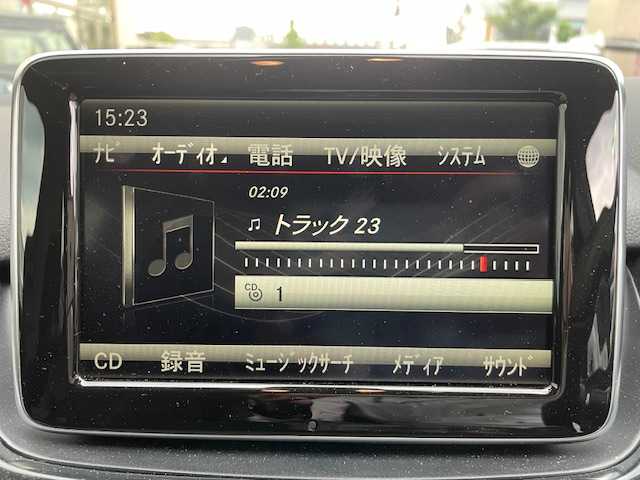 15:23
ナビ オーディオ 電話 TV/映像 システム
02:09
トラック 23
CD 1
CD 録音 ミュージックサーチ メディア サウンド